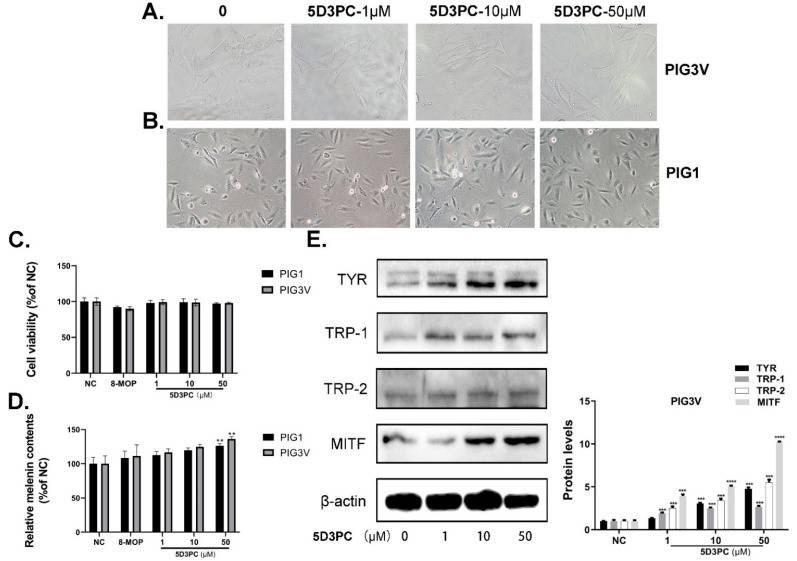 A.
0
5D3PC-1μM
5D3PC-10μM
5D3PC-50μM
PIG3V
B.
PIG1
C.
Cell viability (%of NC)
150
100
50
0
NC
8-MOP
1
10
50
5D3PC (μM)
PIG1
PIG3V
D.
Relative melenin contents
(%of NC)
150
100
50
0
** **
NC
8-MOP
1
10
50
5D3PC (μM)
PIG1
PIG3V
E.
TYR
TRP-1
TRP-2
MITF
β-actin
5D3PC (μM) 0 1 10 50
PIG3V
TYR
TRP-1
TRP-2
MITF
Protein levels
15
10
5
0
*** *** ****
*** *** *** ****
*** *** *** ****
NC
1
10
50
5D3PC (μM)